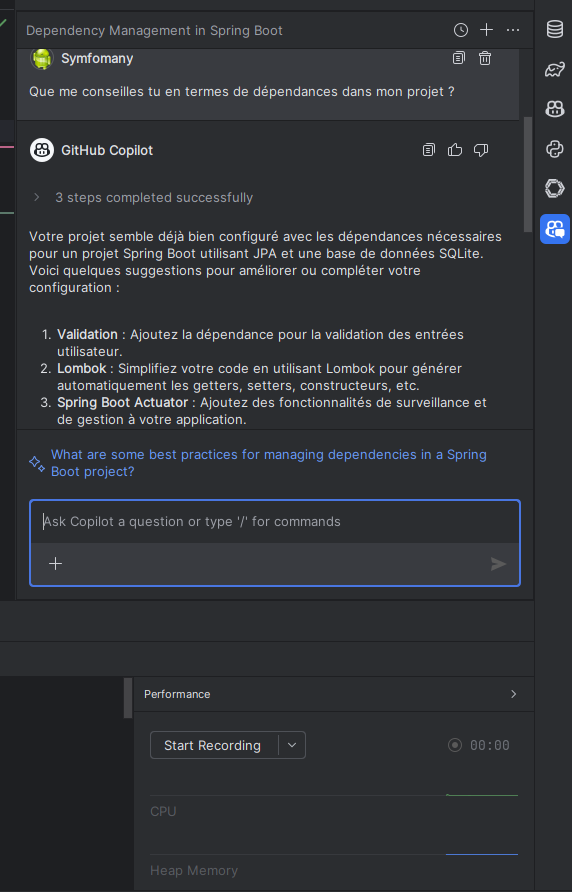 Dependency Management in Spring Boot
Symfomany
Que me conseilles tu en termes de dépendances dans mon projet ?
GitHub Copilot
3 steps completed successfully
Votre projet semble déjà bien configuré avec les dépendances nécessaires
pour un projet Spring Boot utilisant JPA et une base de données SQLite.
Voici quelques suggestions pour améliorer ou compléter votre
configuration :
1. Validation : Ajoutez la dépendance pour la validation des entrées
utilisateur.
2. Lombok : Simplifiez votre code en utilisant Lombok pour générer
automatiquement les getters, setters, constructeurs, etc.
3. Spring Boot Actuator : Ajoutez des fonctionnalités de surveillance et
de gestion à votre application.
What are some best practices for managing dependencies in a Spring
Boot project?
Ask Copilot a question or type '/' for commands
Performance
Start Recording
00:00
CPU
Heap Memory